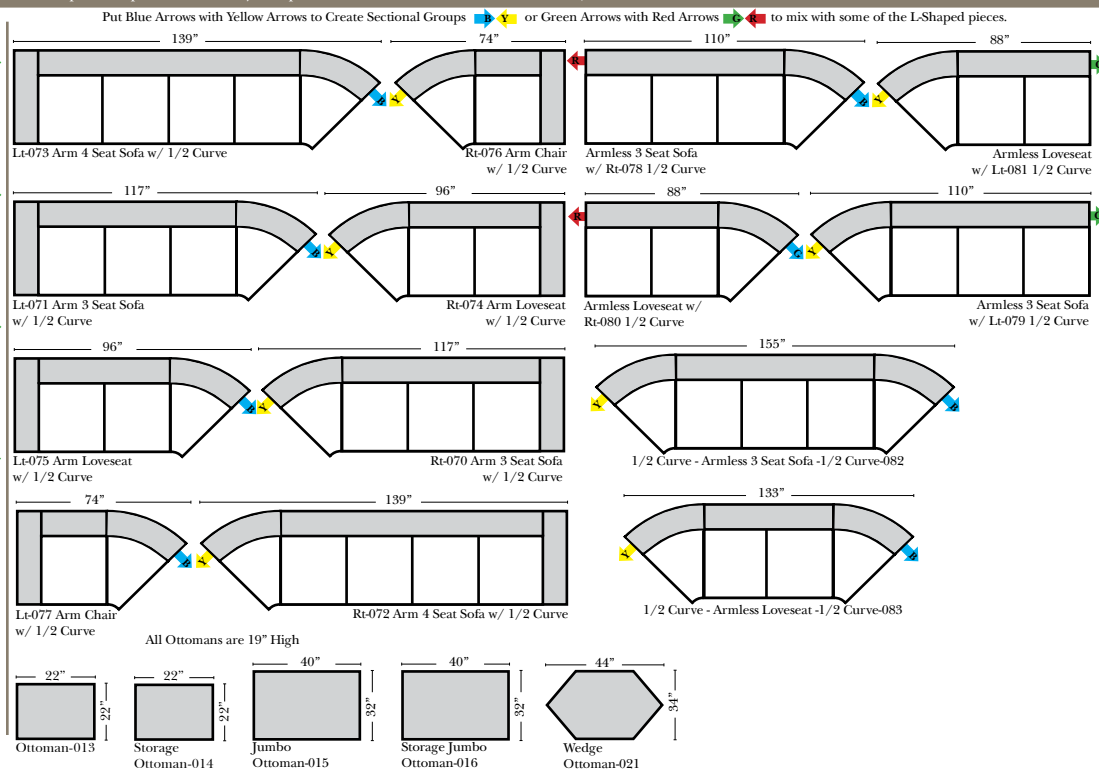 Put Blue Arrows with Yellow Arrows to Create Sectional Groups B Y or Green Arrows with Red Arrows G R to mix with some of the L-Shaped pieces.
139” 74” 110” 88”
B Y R B Y G
Lt-073 Arm 4 Seat Sofa w/ 1/2 Curve
Rt-076 Arm Chair
w/ 1/2 Curve
Armless 3 Seat Sofa
w/ Rt-078 1/2 Curve
Armless Loveseat
w/ Lt-081 1/2 Curve
117” 96” 88” 110”
B Y R C Y G
Lt-071 Arm 3 Seat Sofa
w/ 1/2 Curve
Rt-074 Arm Loveseat
w/ 1/2 Curve
Armless Loveseat w/
Rt-080 1/2 Curve
Armless 3 Seat Sofa
w/ Lt-079 1/2 Curve
96” 117” 155”
B Y Y B
Lt-075 Arm Loveseat
w/ 1/2 Curve
Rt-070 Arm 3 Seat Sofa
w/ 1/2 Curve
1/2 Curve - Armless 3 Seat Sofa -1/2 Curve-082
74” 139” 133”
B Y Y B
Lt-077 Arm Chair
w/ 1/2 Curve
Rt-072 Arm 4 Seat Sofa w/ 1/2 Curve
1/2 Curve - Armless Loveseat -1/2 Curve-083
All Ottomans are 19” High
22” 22” 40” 40” 44”
22” 22” 32” 32” 34”
Ottoman-013
Storage
Ottoman-014
Jumbo
Ottoman-015
Storage Jumbo
Ottoman-016
Wedge
Ottoman-021